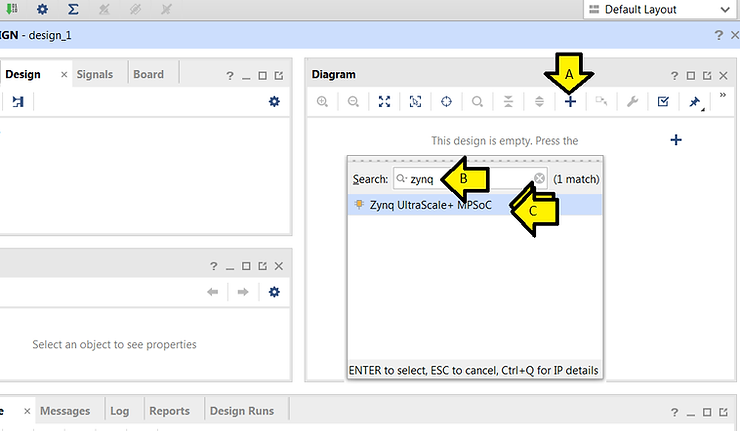 Default Layout
IGN - design_1
Design
Signals
Board
Diagram
A
This design is empty. Press the
Search:
zynq
B
(1 match)
Zynq UltraScale+ MPSoC
C
Select an object to see properties
ENTER to select, ESC to cancel, Ctrl+Q for IP details
e
Messages
Log
Reports
Design Runs